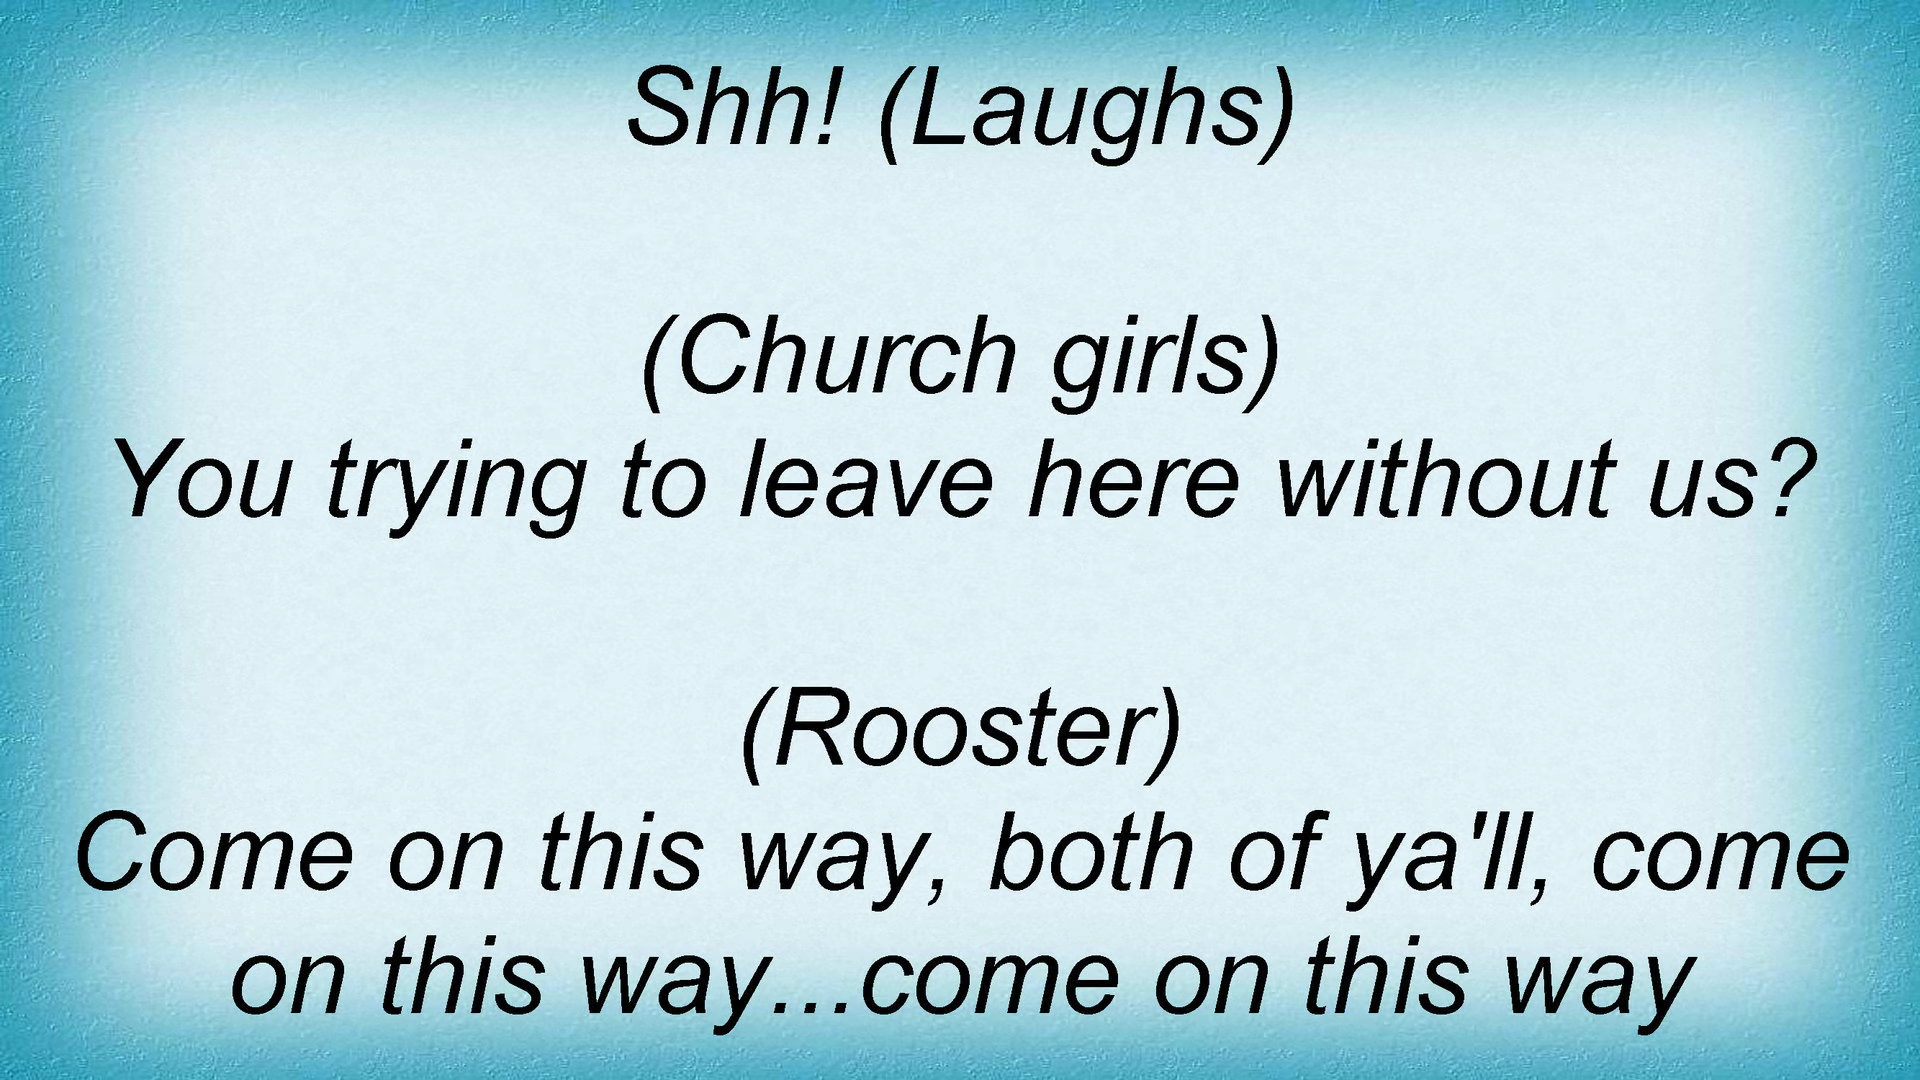 Shh! (Laughs)
(Church girls)
You trying to leave here without us?
(Rooster)
Come on this way, both of ya'll, come
on this way...come on this way